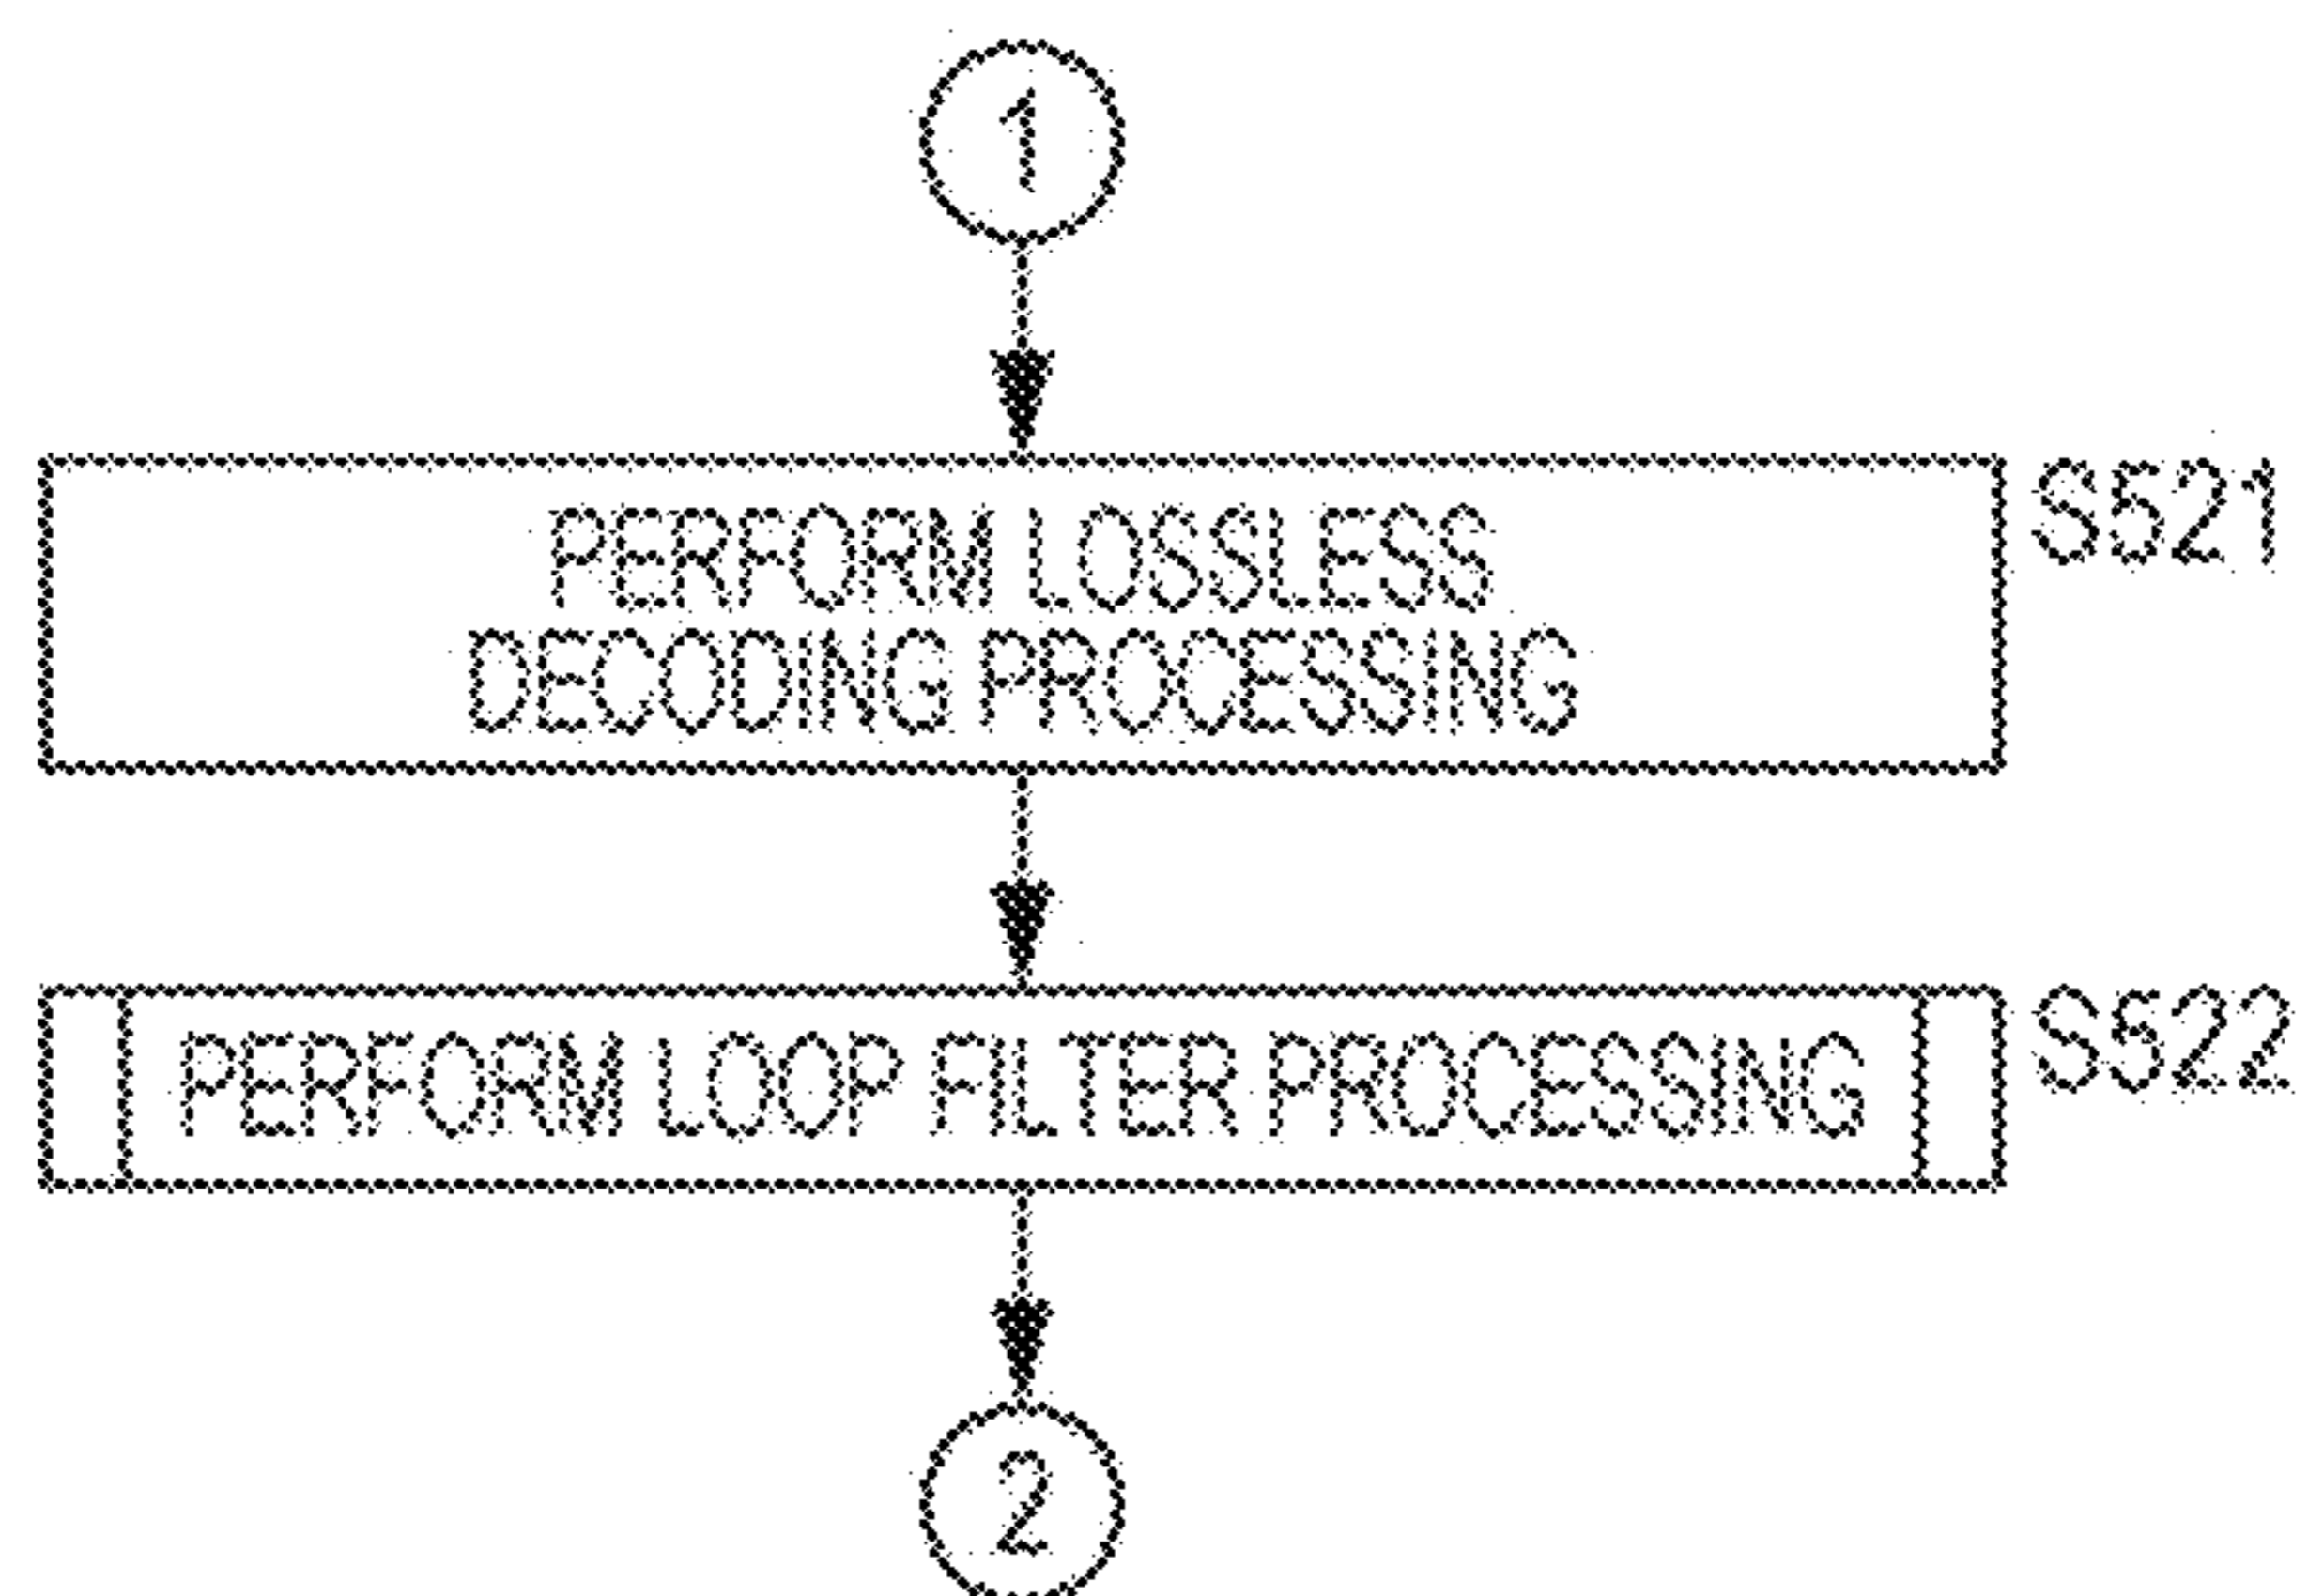 1
S521
PERFORM LOSSLESS
DECODING PROCESSING
S522
PERFORM LOOP FILTER PROCESSING
2